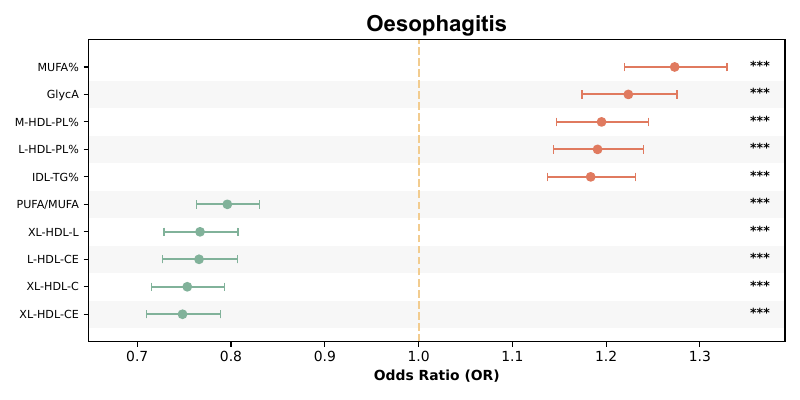 Oesophagitis
MUFA% ***
GlycA ***
M-HDL-PL% ***
L-HDL-PL% ***
IDL-TG% ***
PUFA/MUFA ***
XL-HDL-L ***
L-HDL-CE ***
XL-HDL-C ***
XL-HDL-CE ***
0.7 0.8 0.9 1.0 1.1 1.2 1.3
Odds Ratio (OR)